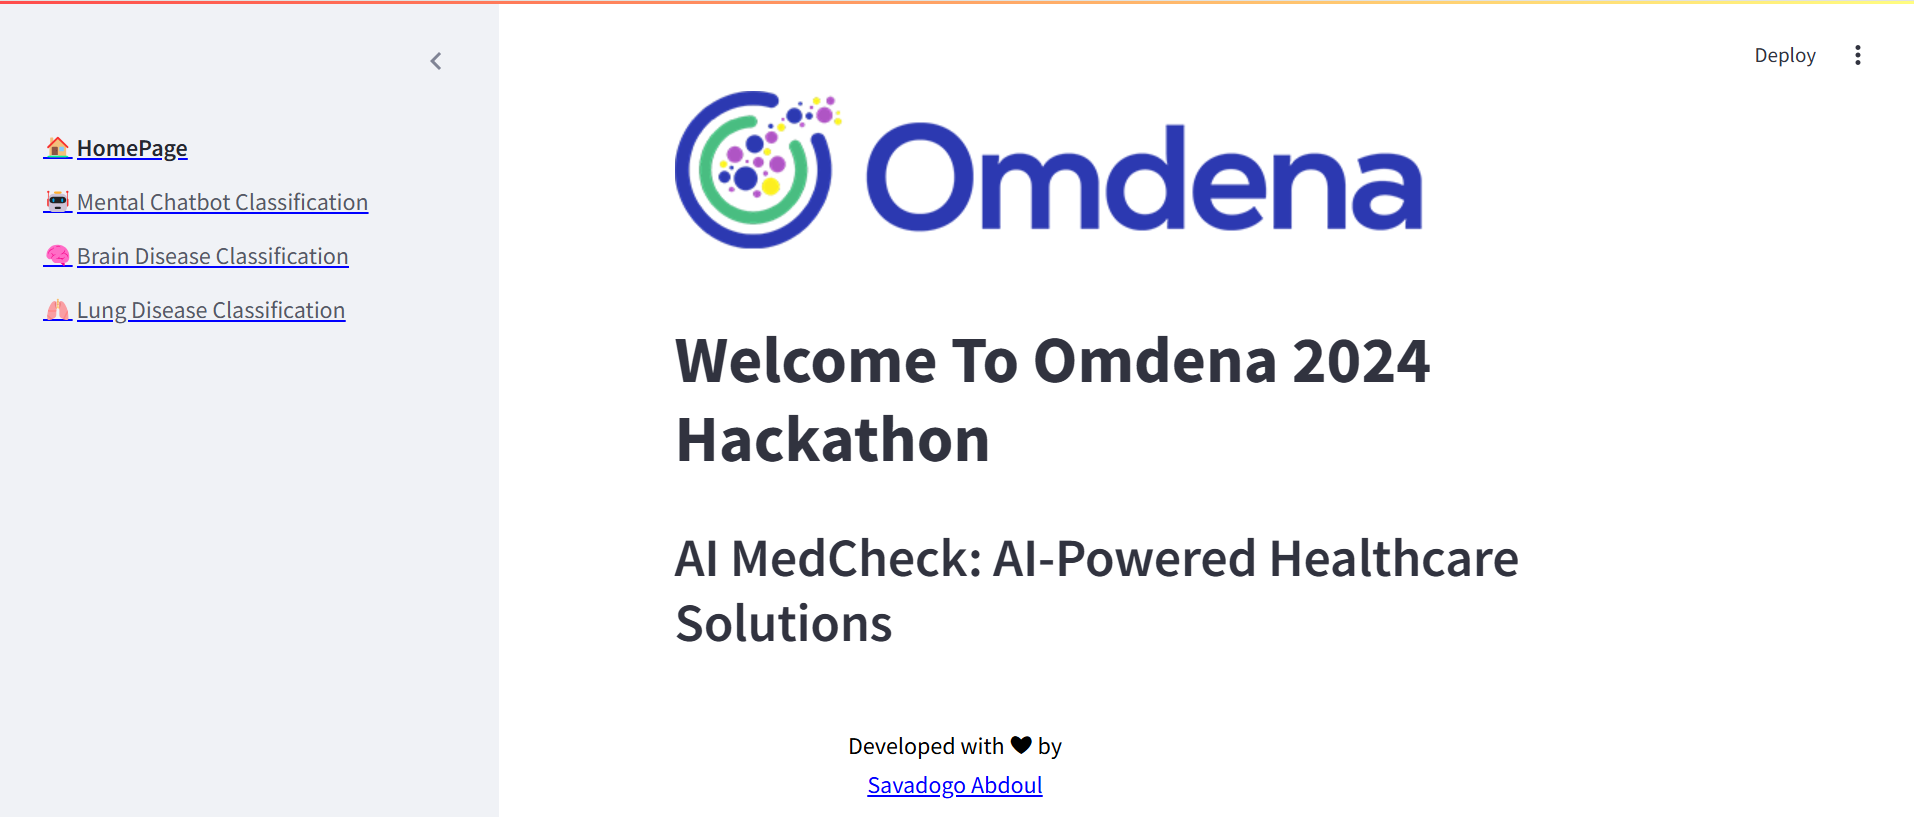 Deploy
HomePage
Mental Chatbot Classification
Brain Disease Classification
Lung Disease Classification
Omdena
Welcome To Omdena 2024
Hackathon
AI MedCheck: AI-Powered Healthcare
Solutions
Developed with 🖤 by
Savadogo Abdoul